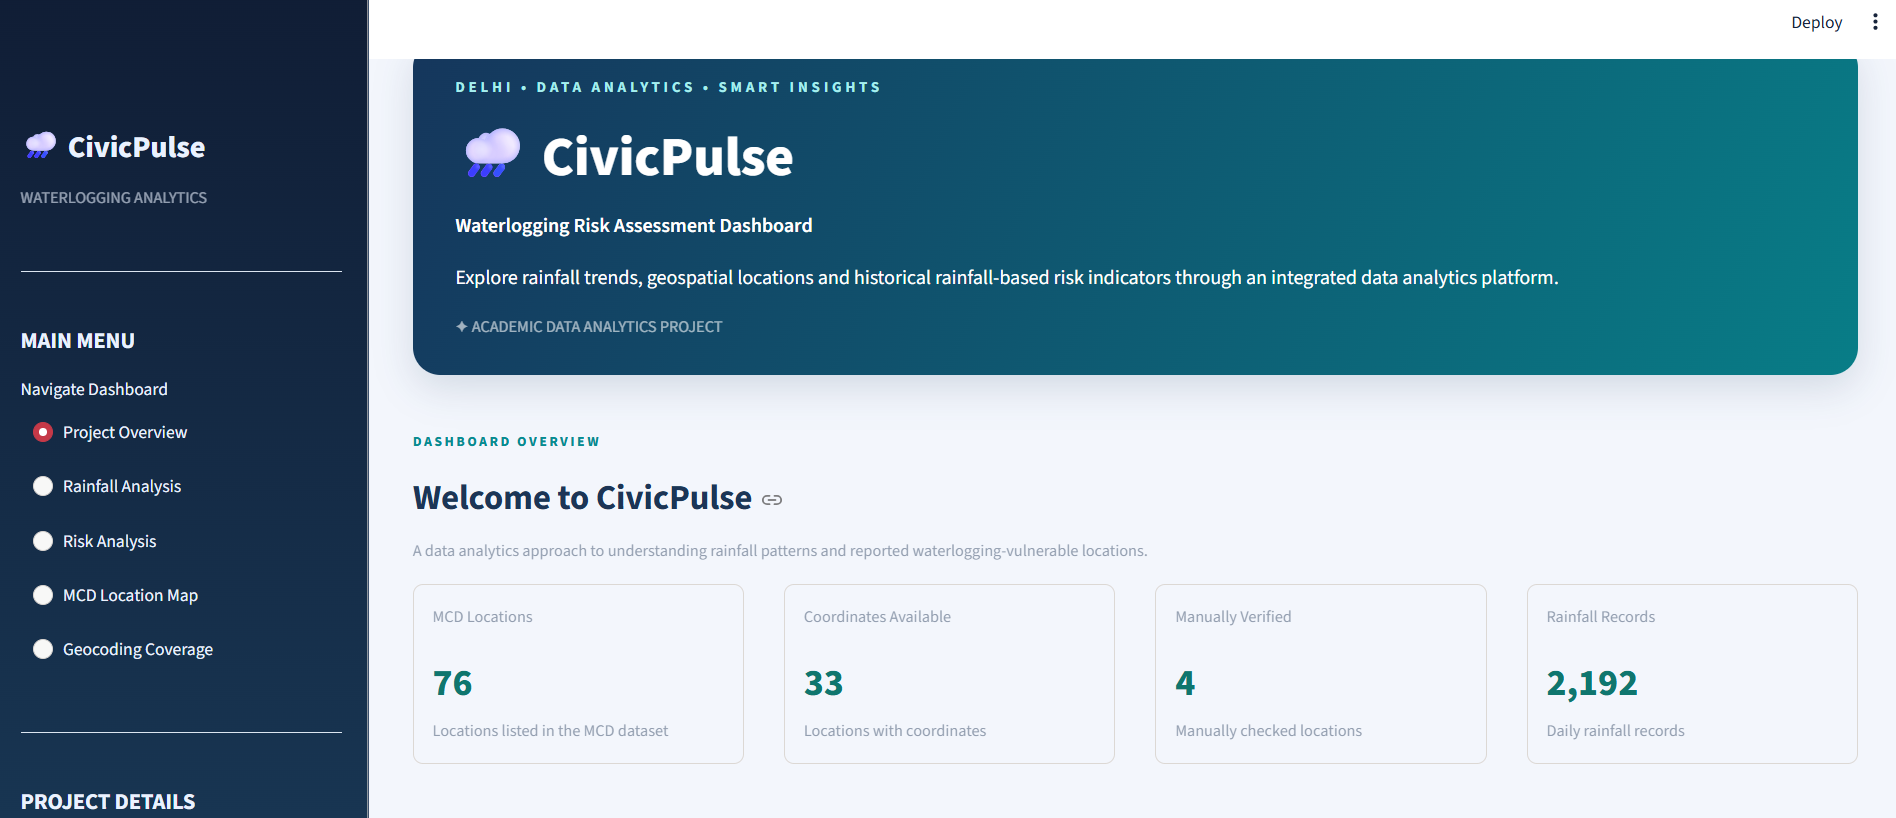 Deploy
CivicPulse
WATERLOGGING ANALYTICS
MAIN MENU
Navigate Dashboard
Project Overview
Rainfall Analysis
Risk Analysis
MCD Location Map
Geocoding Coverage
PROJECT DETAILS
DELHI • DATA ANALYTICS • SMART INSIGHTS
CivicPulse
Waterlogging Risk Assessment Dashboard
Explore rainfall trends, geospatial locations and historical rainfall-based risk indicators through an integrated data analytics platform.
✦ ACADEMIC DATA ANALYTICS PROJECT
DASHBOARD OVERVIEW
Welcome to CivicPulse
A data analytics approach to understanding rainfall patterns and reported waterlogging-vulnerable locations.
MCD Locations
76
Locations listed in the MCD dataset
Coordinates Available
33
Locations with coordinates
Manually Verified
4
Manually checked locations
Rainfall Records
2,192
Daily rainfall records